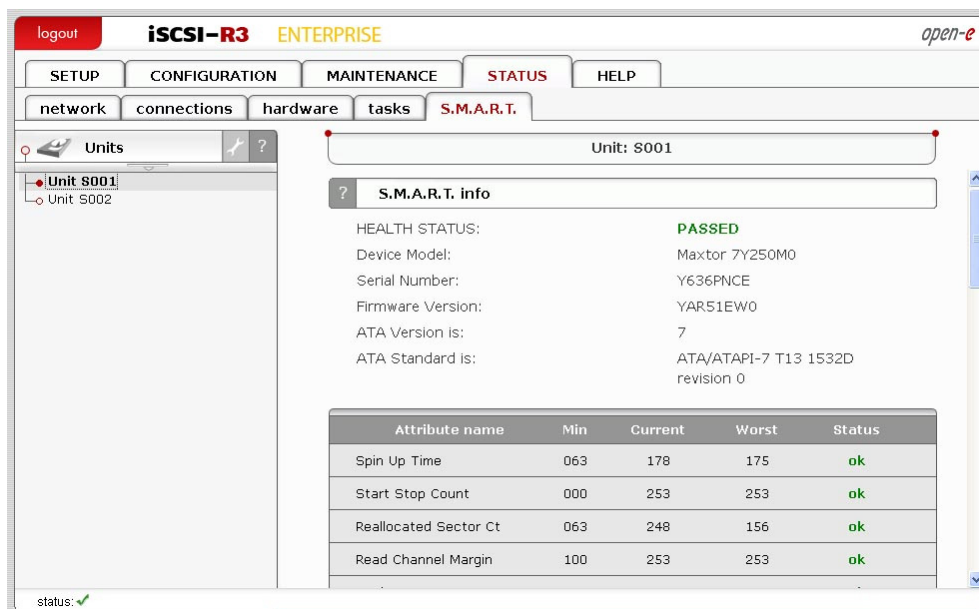 logout iSCSI-R3 ENTERPRISE open-e
SETUP CONFIGURATION MAINTENANCE STATUS HELP
network connections hardware tasks S.M.A.R.T.
Units ?
Unit S001
Unit S002
Unit: S001
? S.M.A.R.T. info
HEALTH STATUS: PASSED
Device Model: Maxtor 7Y250M0
Serial Number: Y636PNCE
Firmware Version: YAR51EW0
ATA Version is: 7
ATA Standard is: ATA/ATAPI-7 T13 1532D
revision 0
Attribute name Min Current Worst Status
Spin Up Time 063 178 175 ok
Start Stop Count 000 253 253 ok
Reallocated Sector Ct 063 248 156 ok
Read Channel Margin 100 253 253 ok
status: